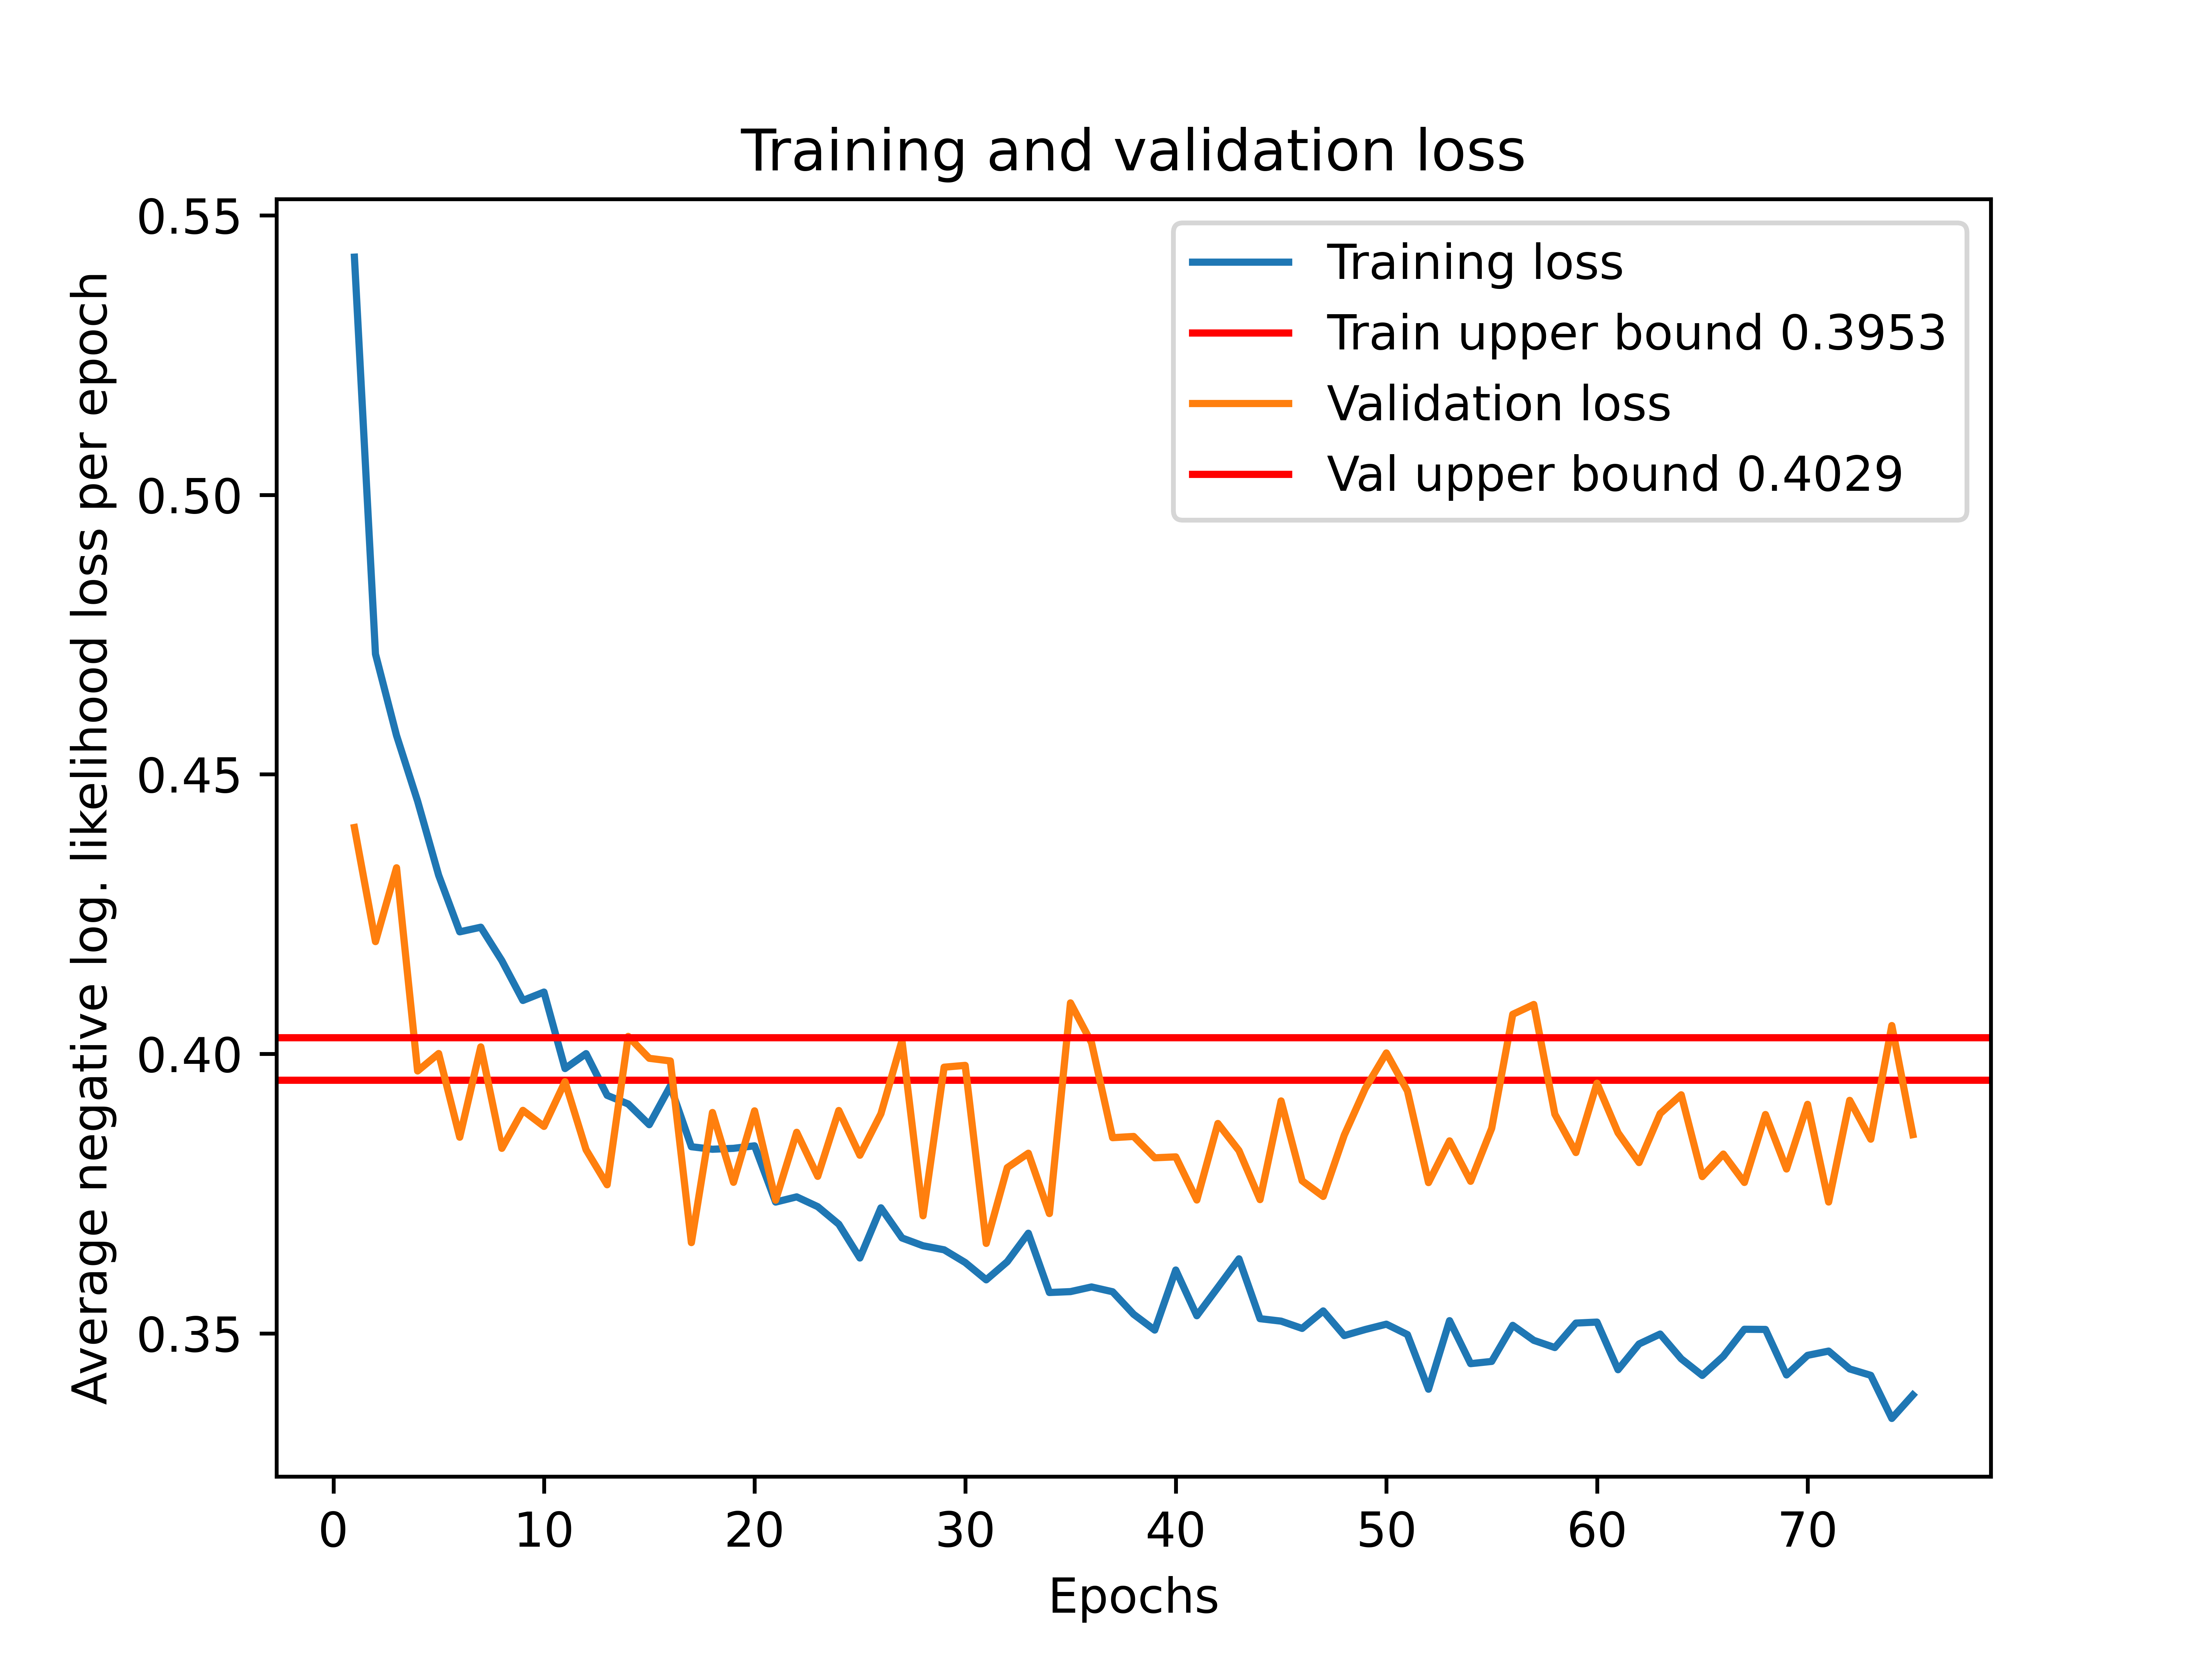 Training and validation loss
Average negative log. likelihood loss per epoch
0.55
0.50
0.45
0.40
0.35
Training loss
Train upper bound 0.3953
Validation loss
Val upper bound 0.4029
0 10 20 30 40 50 60 70
Epochs